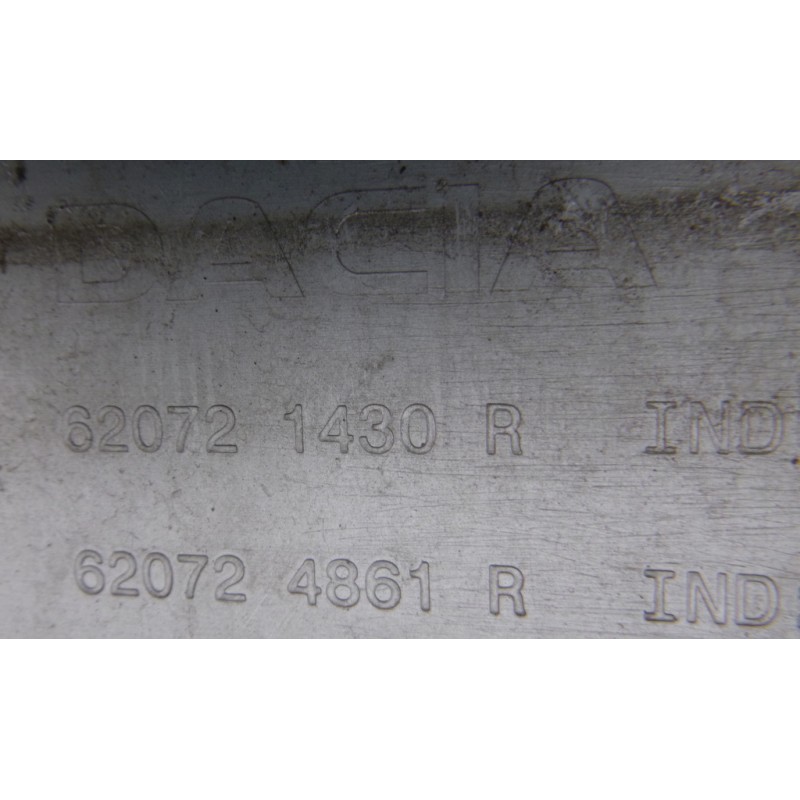 DACIA
62072 1430 R IND
62072 4861 R IND.